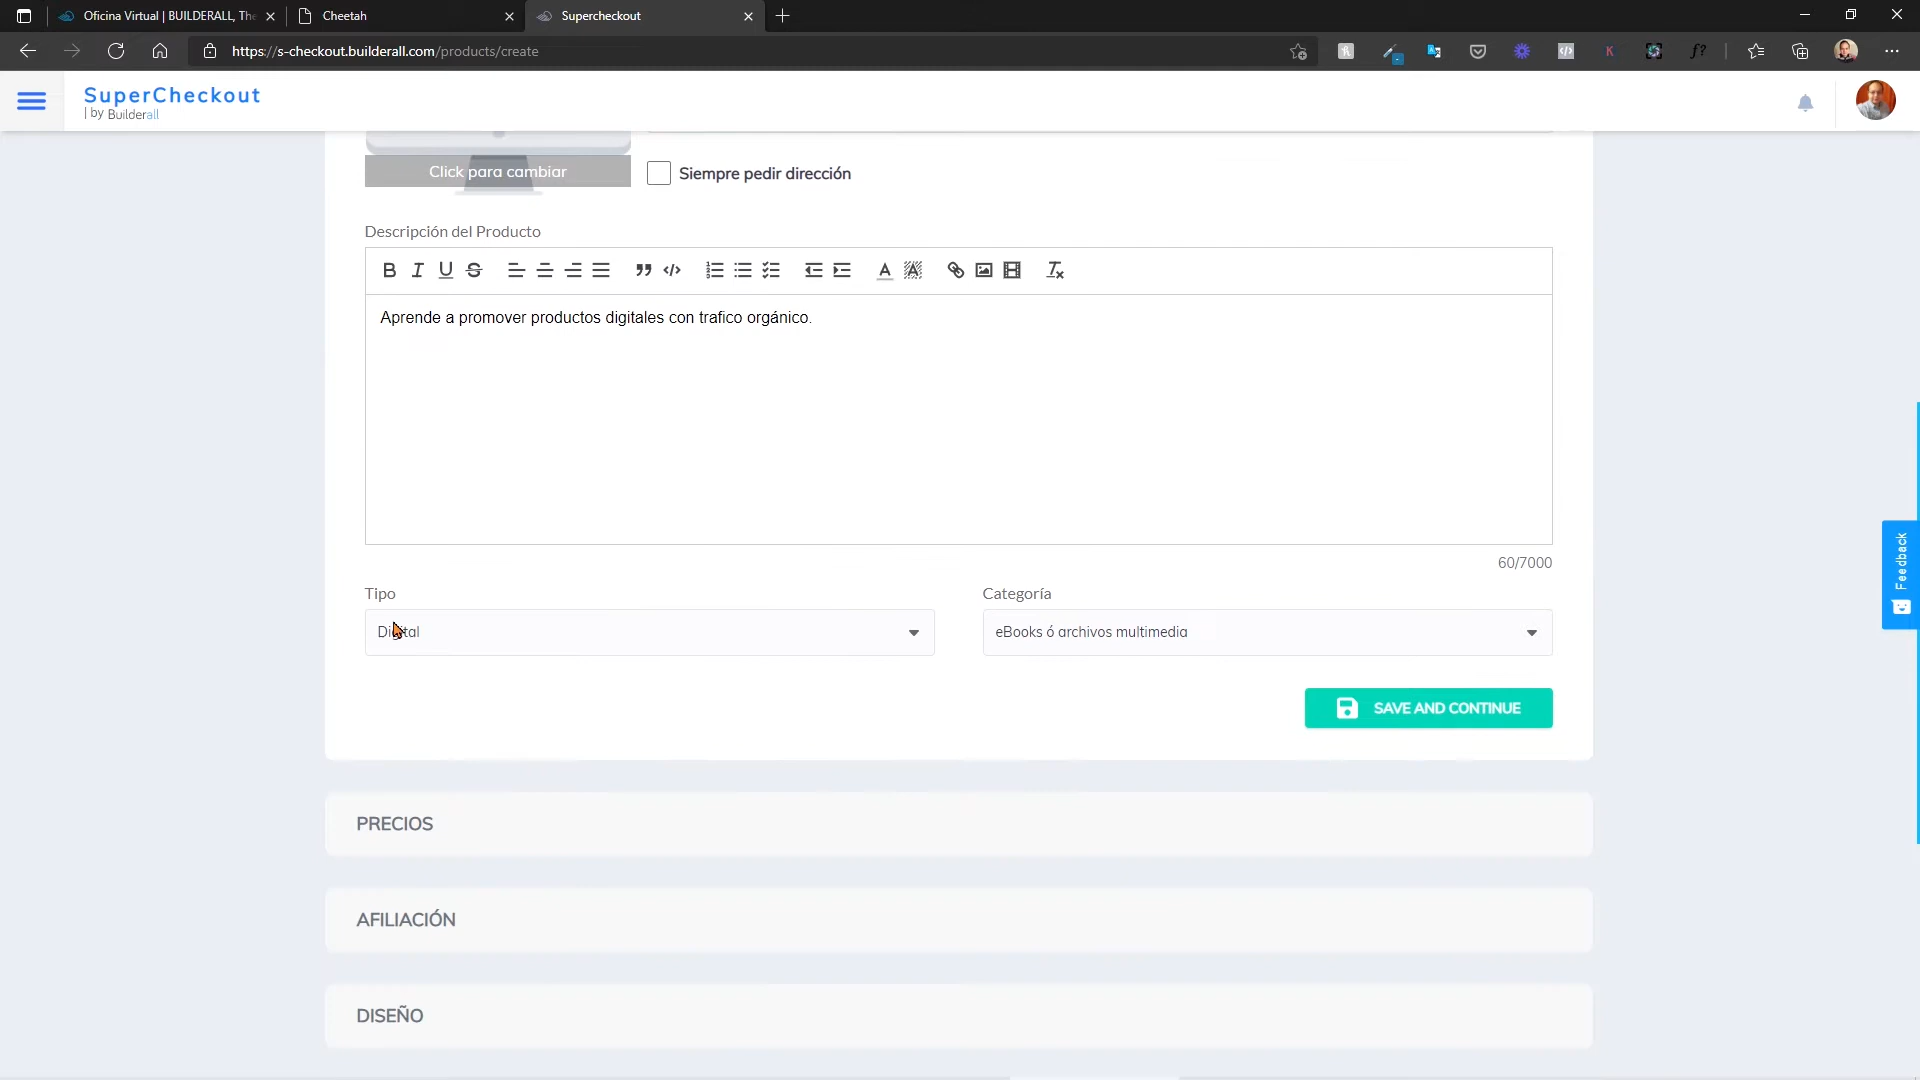 Oficina Virtual | BUILDERALL, The
Cheetah
Supercheckout
https://s-checkout.builderall.com/products/create
SuperCheckout
| by Builderall
Click para cambiar
Siempre pedir dirección
Descripción del Producto
Aprende a promover productos digitales con trafico orgánico.
60/7000
Tipo
Categoría
Digital
eBooks ó archivos multimedia
SAVE AND CONTINUE
PRECIOS
AFILIACIÓN
DISEÑO
Feedback